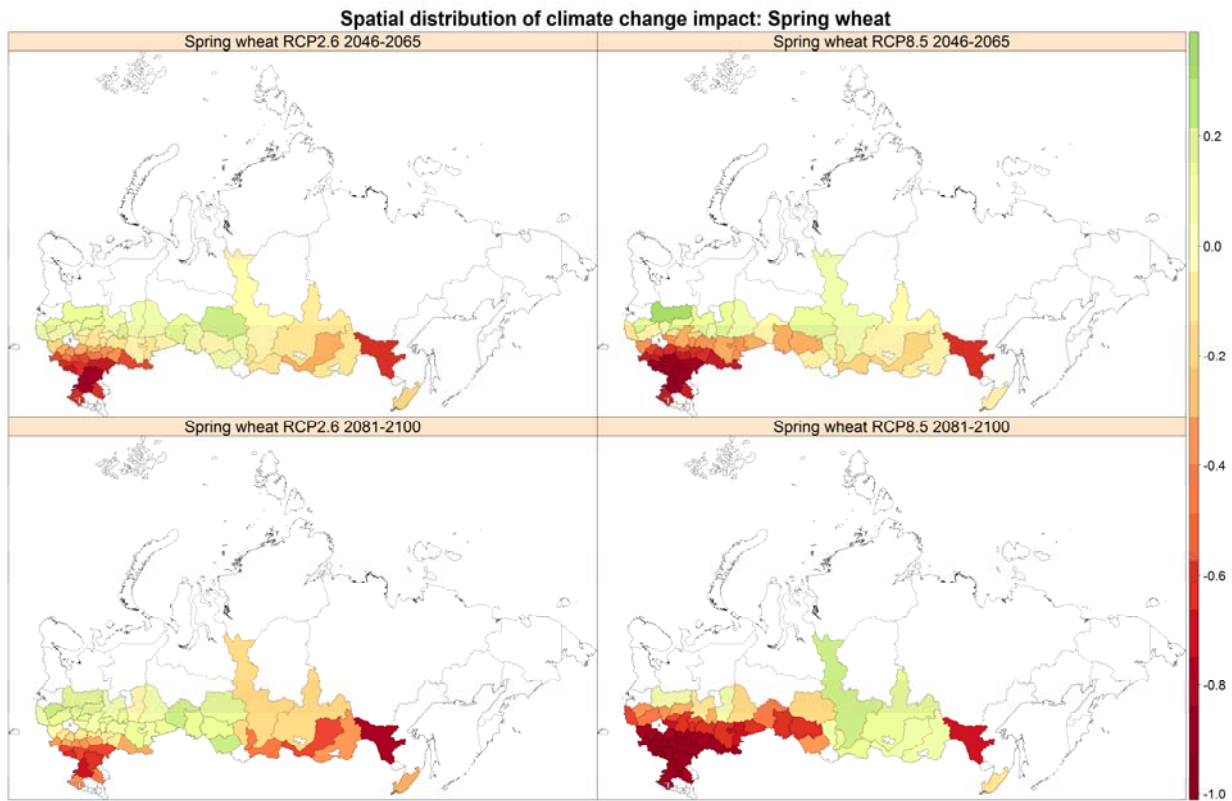 Spatial distribution of climate change impact: Spring wheat
Spring wheat RCP2.6 2046-2065
Spring wheat RCP8.5 2046-2065
0.2
0.0
-0.2
Spring wheat RCP2.6 2081-2100
Spring wheat RCP8.5 2081-2100
-0.4
-0.6
-0.8
-1.0